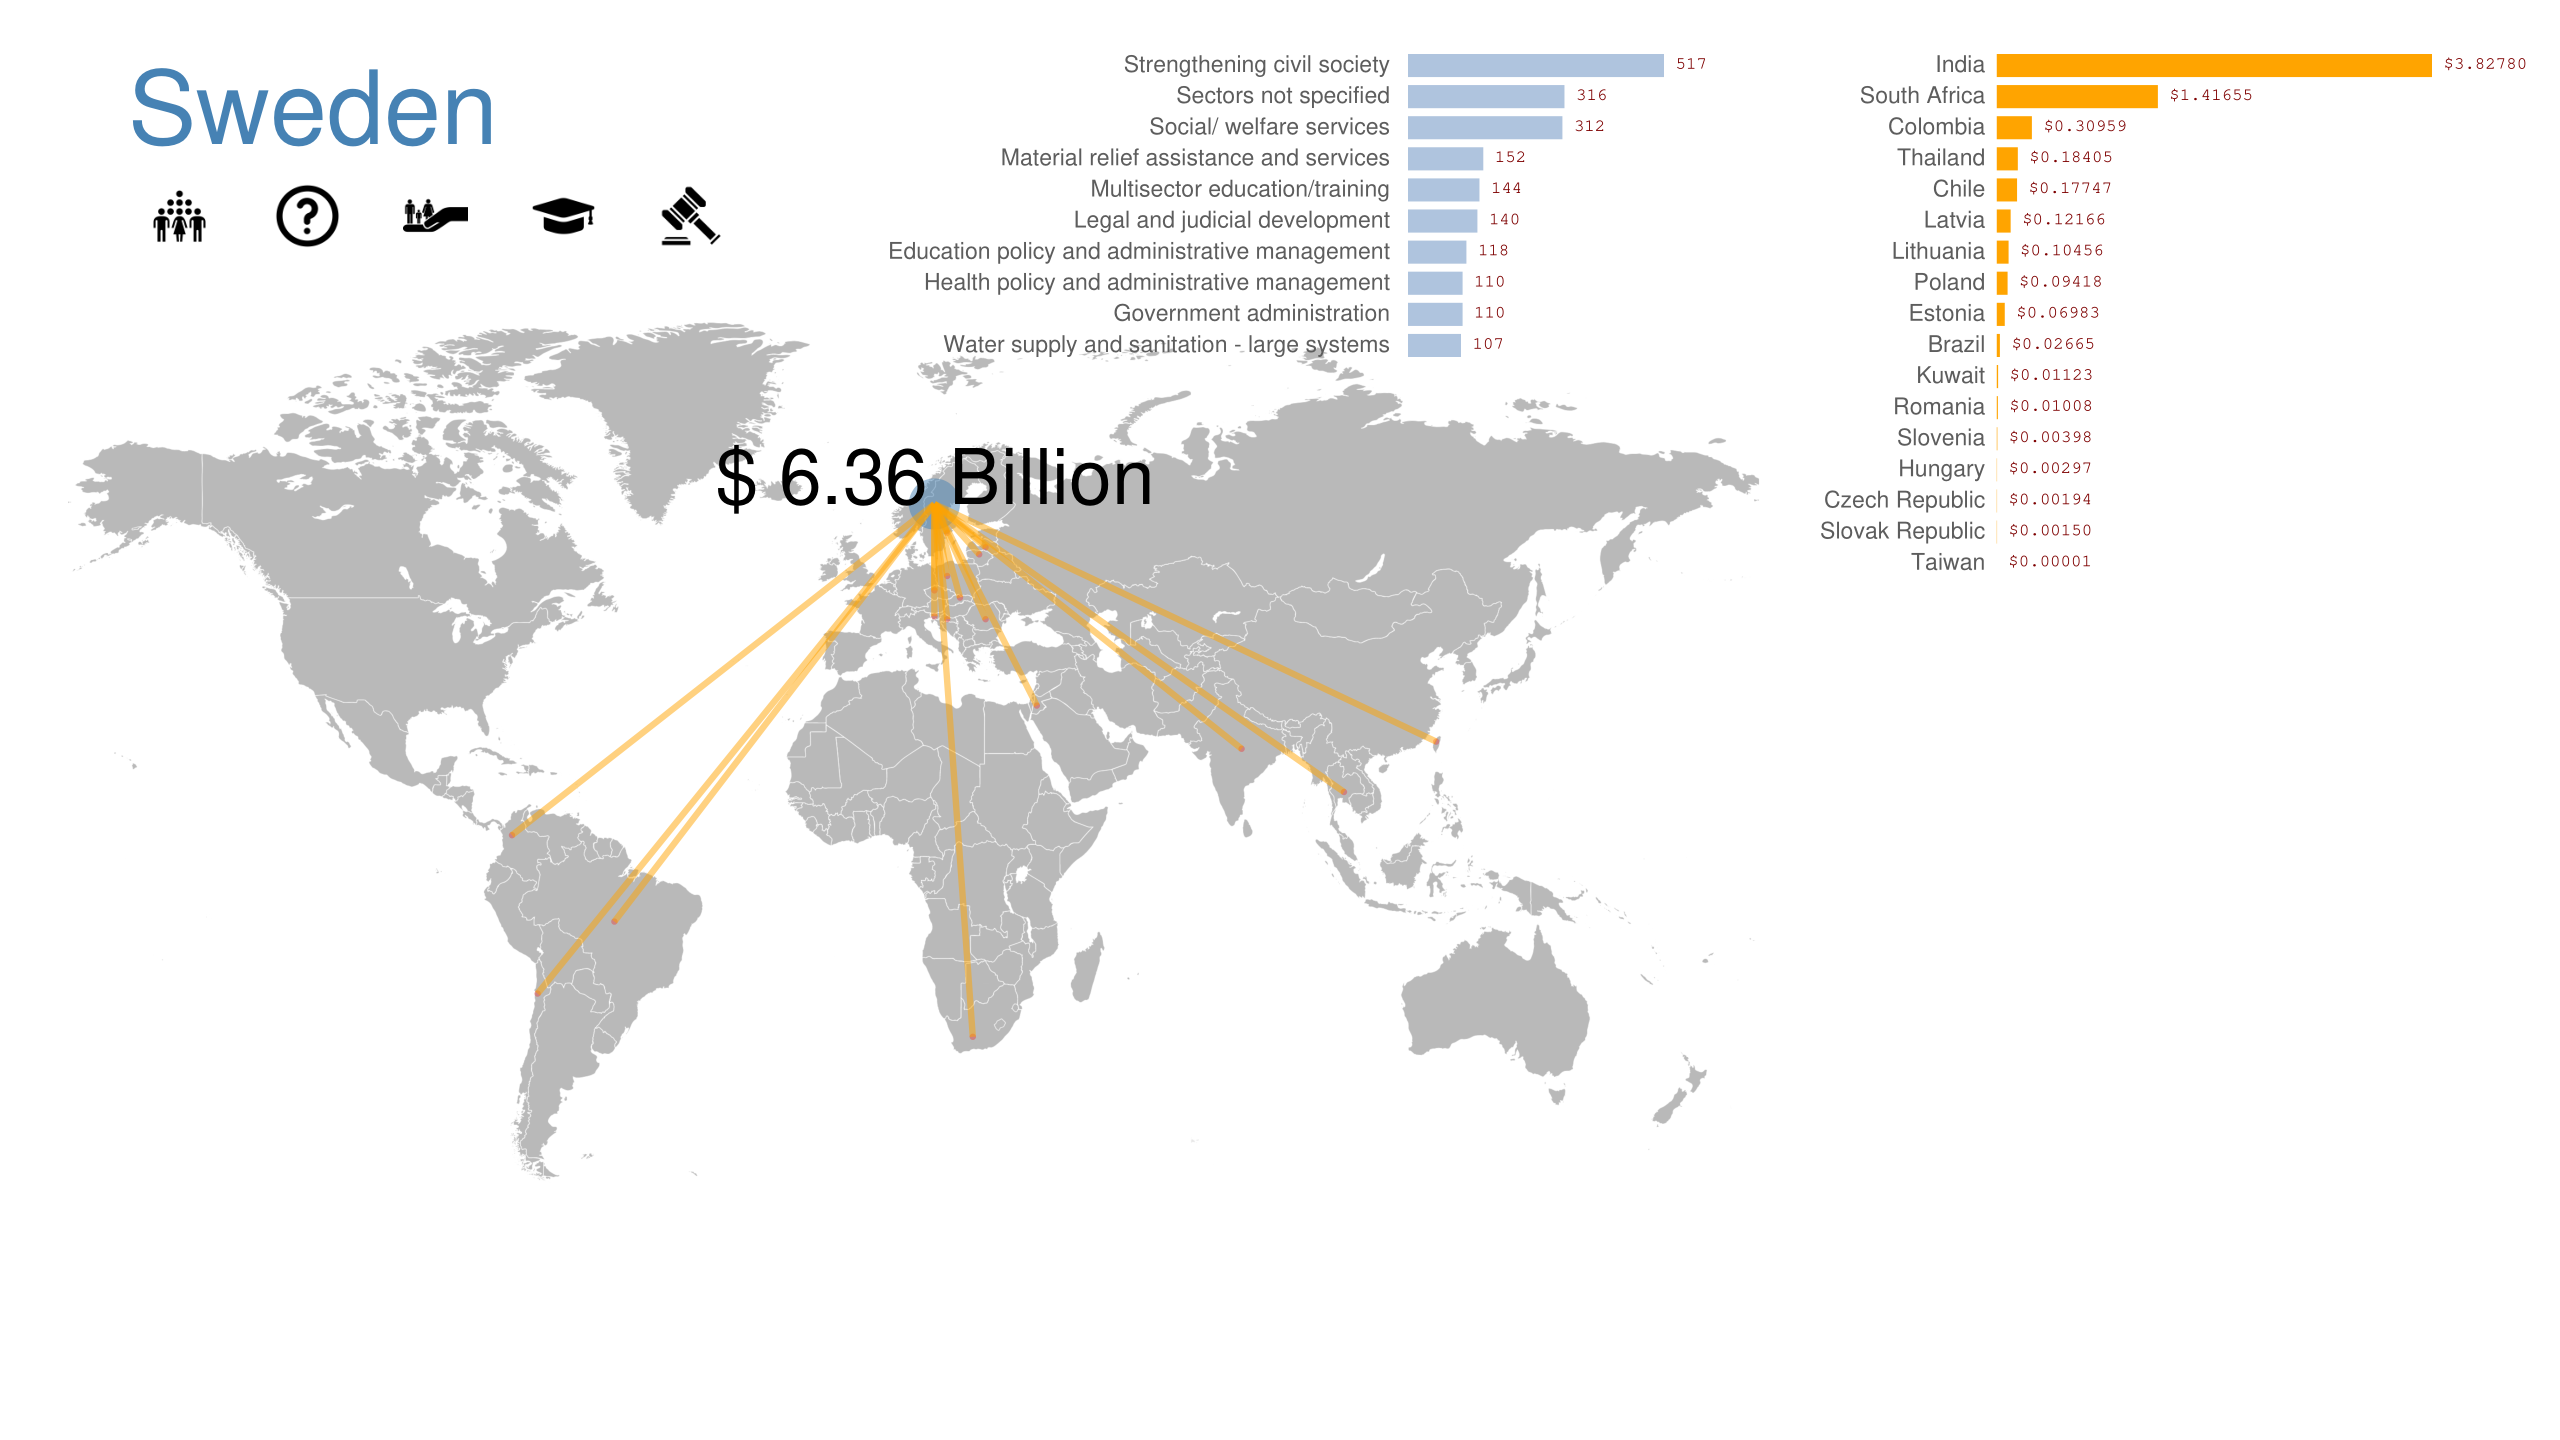 Sweden
Strengthening civil society 517
Sectors not specified 316
Social/ welfare services 312
Material relief assistance and services 152
Multisector education/training 144
Legal and judicial development 140
Education policy and administrative management 118
Health policy and administrative management 110
Government administration 110
Water supply and sanitation - large systems 107
India $3.82780
South Africa $1.41655
Colombia $0.30959
Thailand $0.18405
Chile $0.17747
Latvia $0.12166
Lithuania $0.10456
Poland $0.09418
Estonia $0.06983
Brazil $0.02665
Kuwait $0.01123
Romania $0.01008
Slovenia $0.00398
Hungary $0.00297
Czech Republic $0.00194
Slovak Republic $0.00150
Taiwan $0.00001
$ 6.36 Billion
?